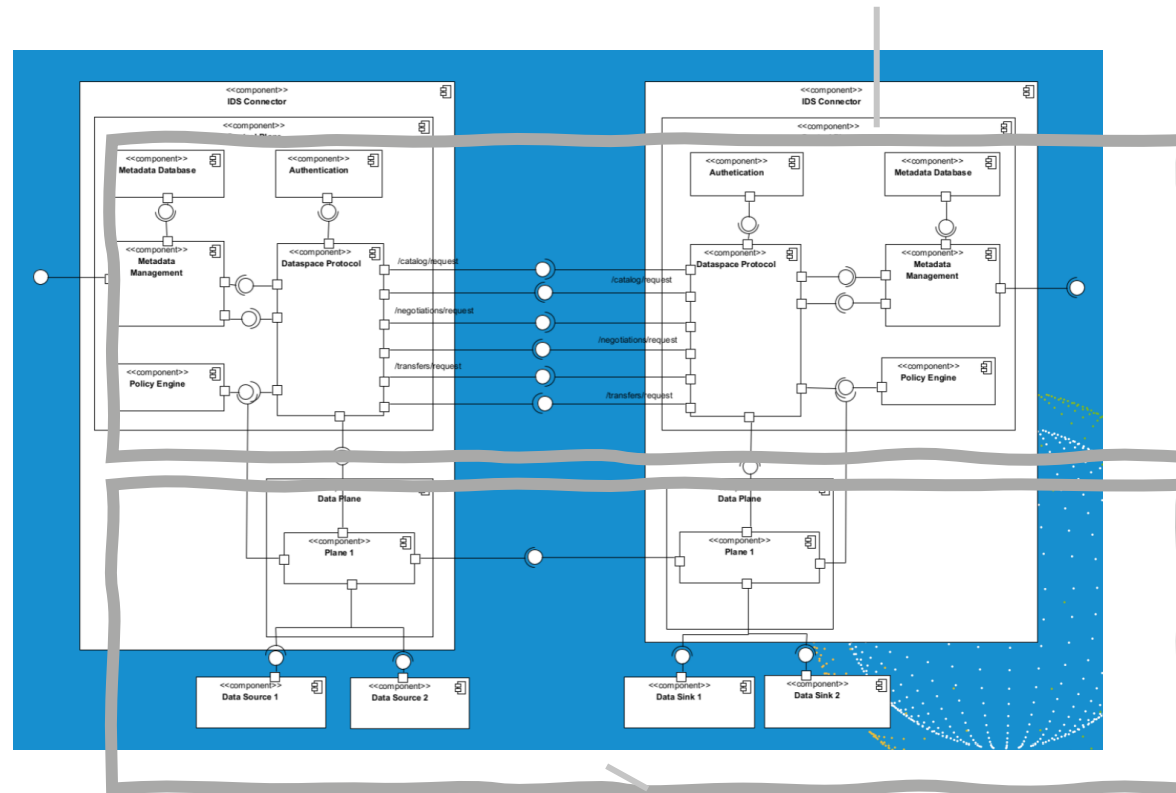 <<component>>
IDS Connector
<<component>>
<<component>>
Metadata Database
<<component>>
Authentication
<<component>>
Metadata
Management
<<component>>
Dataspace Protocol
<<component>>
Policy Engine
/catalog/request
/catalog/request
/negotiations/request
/negotiations/request
/transfers/request
/transfers/request
<<component>>
IDS Connector
<<component>>
<<component>>
Authetication
<<component>>
Metadata Database
<<component>>
Dataspace Protocol
<<component>>
Metadata
Management
<<component>>
Policy Engine
Data Plane
<<component>>
Plane 1
Data Plane
<<component>>
Plane 1
<<component>>
Data Source 1
<<component>>
Data Source 2
<<component>>
Data Sink 1
<<component>>
Data Sink 2